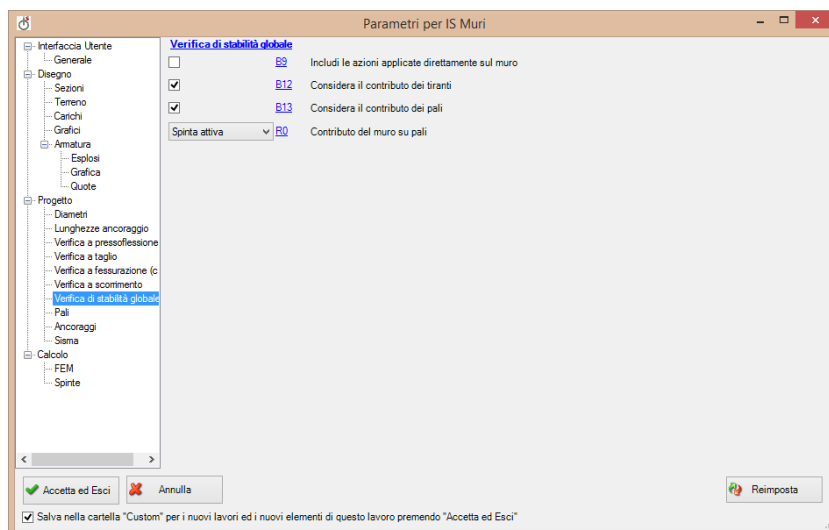 Parametri per IS Muri
Interfaccia Utente
Generale
Disegno
Sezioni
Terreno
Carichi
Grafici
Armatura
Esplosi
Grafica
Quote
Progetto
Diametri
Lunghezze ancoraggio
Verifica a pressoflessione
Verifica a taglio
Verifica a fessurazione (c
Verifica a scorrimento
Verifica di stabilità globale
Pali
Ancoraggi
Sisma
Calcolo
FEM
Spinte
Verifica di stabilità globale
B9 Includi le azioni applicate direttamente sul muro
B12 Considera il contributo dei tiranti
B13 Considera il contributo dei pali
Spinta attiva R0 Contributo del muro su pali
Accetta ed Esci Annulla Reimposta
Salva nella cartella "Custom" per i nuovi lavori ed i nuovi elementi di questo lavoro premendo "Accetta ed Esci"